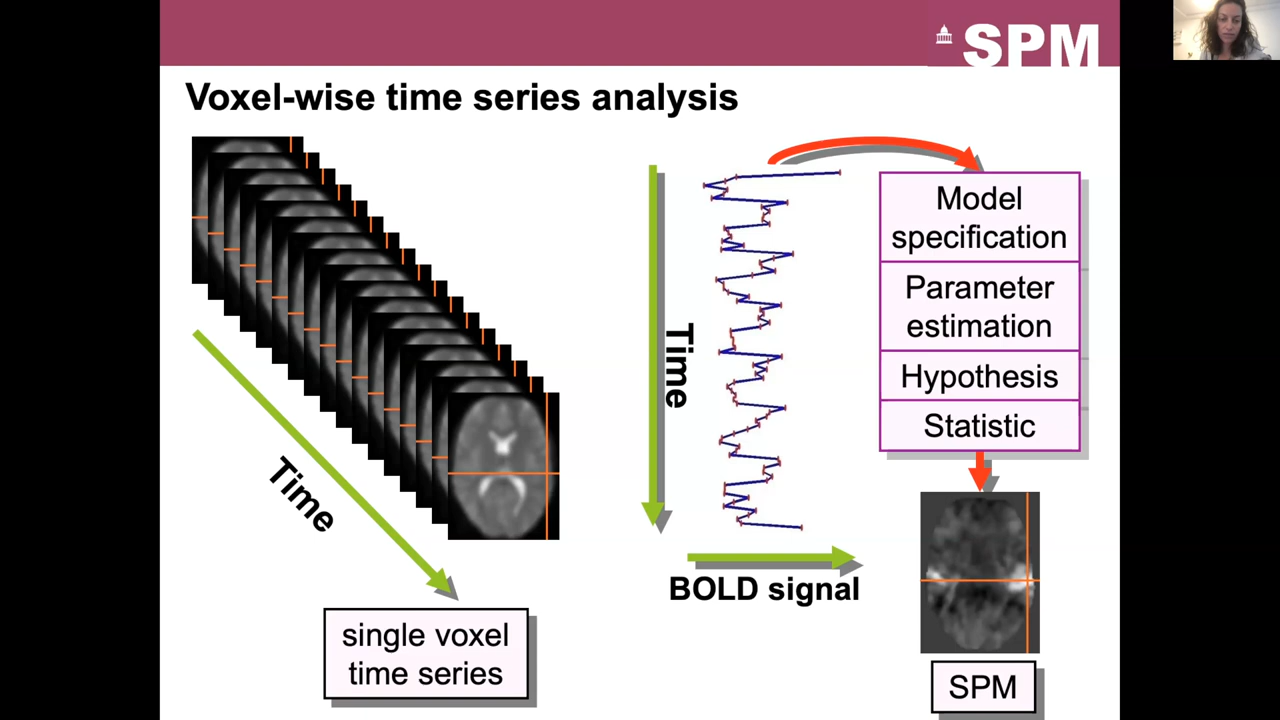 SPM
Voxel-wise time series analysis
Time
single voxel
time series
Time
BOLD signal
Model
specification
Parameter
estimation
Hypothesis
Statistic
SPM